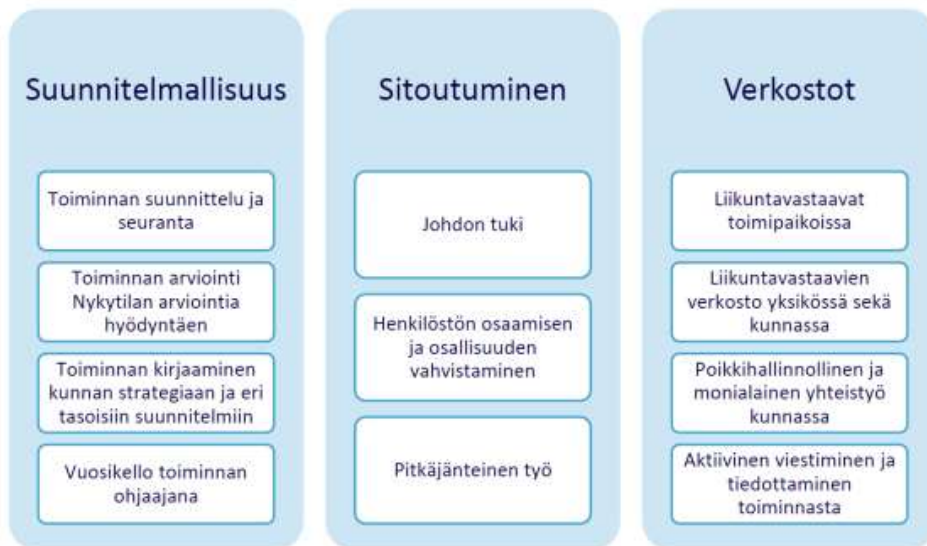 Suunnitelmallisuus
Toiminnan suunnittelu ja
seuranta
Toiminnan arviointi
Nykytilan arviointia
hyödyntäen
Toiminnan kirjaaminen
kunnan strategiaan ja eri
tasoisiin suunnitelmiin
Vuosikello toiminnan
ohjaajana
Sitoutuminen
Johdon tuki
Henkilöstön osaamisen
ja osallisuuden
vahvistaminen
Pitkäjänteinen työ
Verkostot
Liikuntavastaavat
toimipaikoissa
Liikuntavastaavien
verkosto yksikössä sekä
kunnassa
Poikkihallinnollinen ja
monialainen yhteistyö
kunnassa
Aktiivinen viestiminen ja
tiedottaminen
toiminnasta